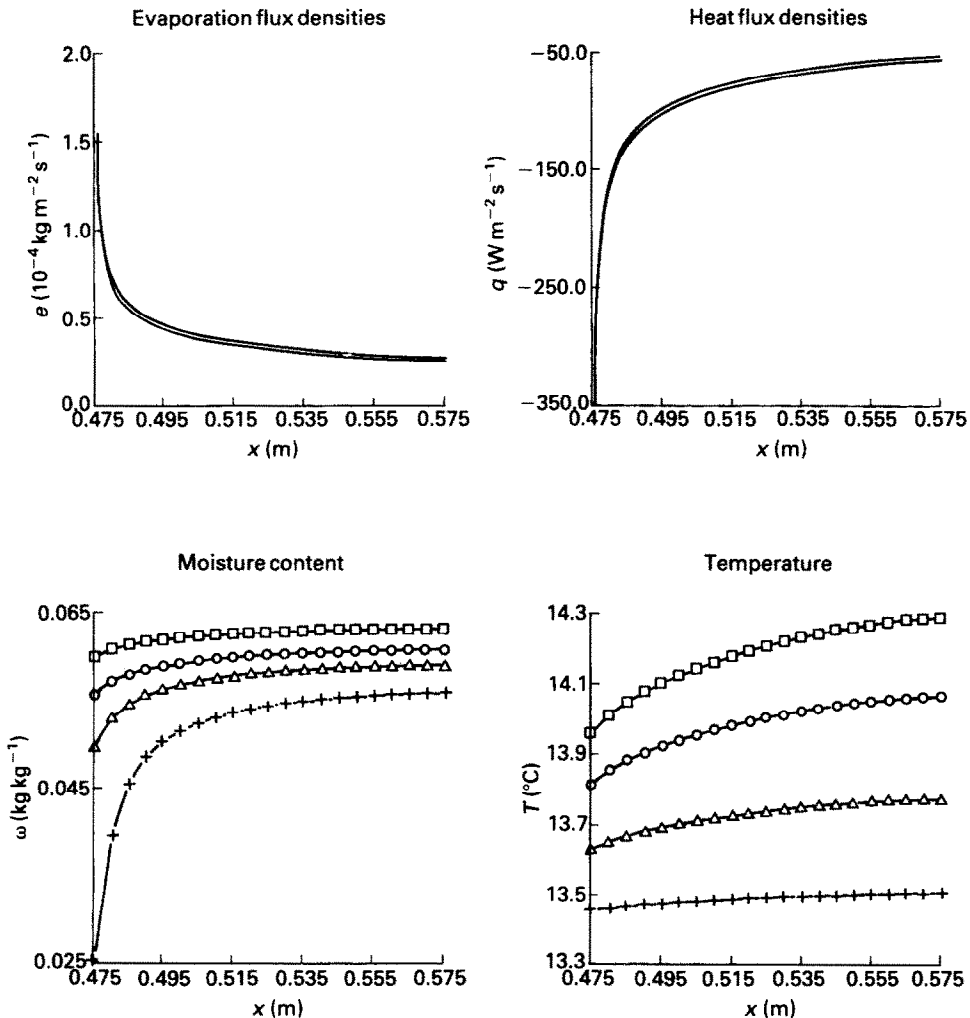 Evaporation flux densities
2.0
1.5
1.0
0.5
0.0
e (10⁻⁴ kg m⁻² s⁻¹)
0.475 0.495 0.515 0.535 0.555 0.575
x (m)
Heat flux densities
−50.0
−150.0
−250.0
−350.0
q (W m⁻² s⁻¹)
0.475 0.495 0.515 0.535 0.555 0.575
x (m)
Moisture content
0.065
0.045
0.025
ω (kg kg⁻¹)
0.475 0.495 0.515 0.535 0.555 0.575
x (m)
Temperature
14.3
14.1
13.9
13.7
13.5
13.3
T (°C)
0.475 0.495 0.515 0.535 0.555 0.575
x (m)